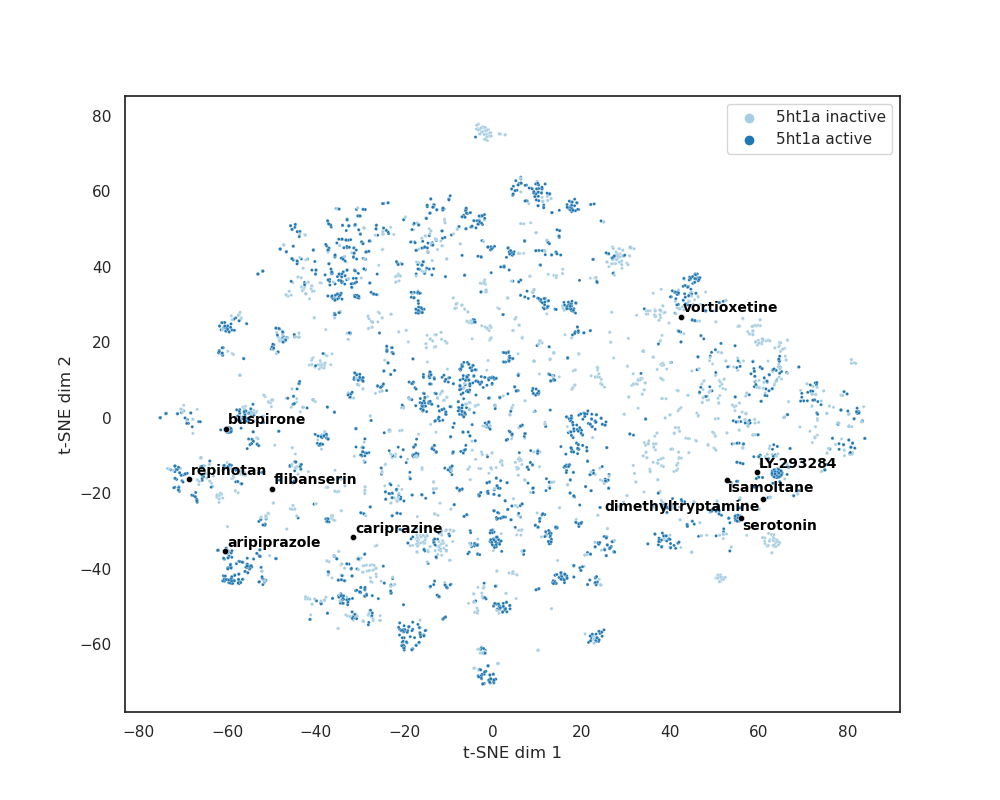 80
60
40
20
0
−20
−40
−60
t-SNE dim 2
5ht1a inactive
5ht1a active
vortioxetine
buspirone
LY-293284
repinotan
flibanserin
isamoltane
dimethyltryptamine
cariprazine
serotonin
aripiprazole
−80
−60
−40
−20
0
20
40
60
80
t-SNE dim 1